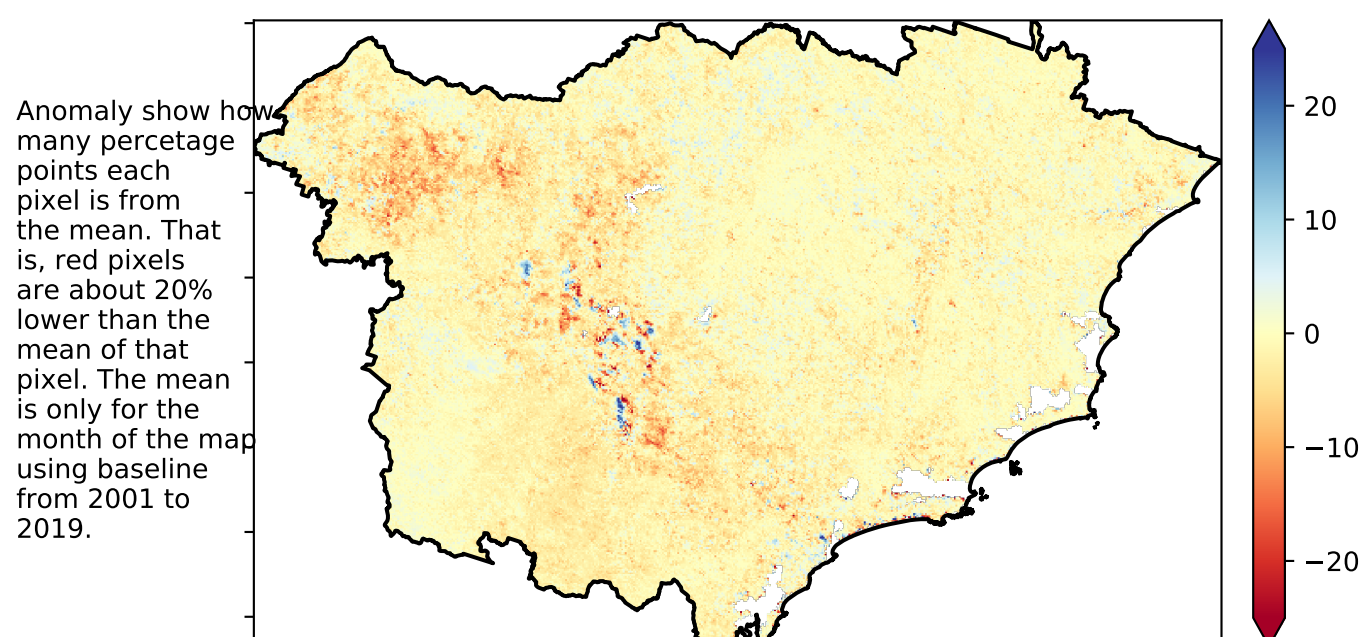 Anomaly show how
many percetage
points each
pixel is from
the mean. That
is, red pixels
are about 20%
lower than the
mean of that
pixel. The mean
is only for the
month of the map
using baseline
from 2001 to
2019.
20
10
0
−10
−20